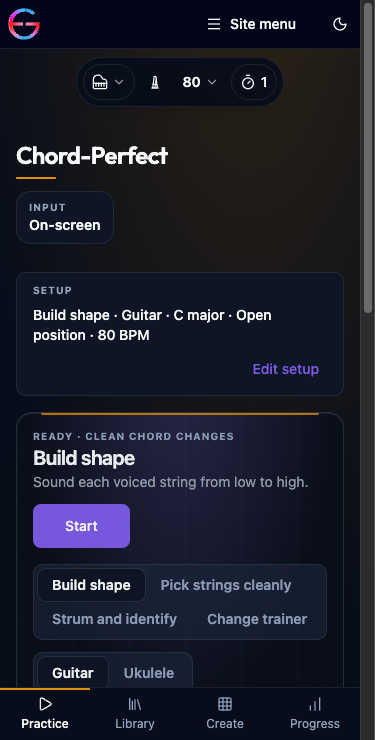 Site menu
80
1
Chord-Perfect
INPUT
On-screen
SETUP
Build shape · Guitar · C major · Open
position · 80 BPM
Edit setup
READY · CLEAN CHORD CHANGES
Build shape
Sound each voiced string from low to high.
Start
Build shape Pick strings cleanly
Strum and identify Change trainer
Guitar Ukulele
Practice Library Create Progress